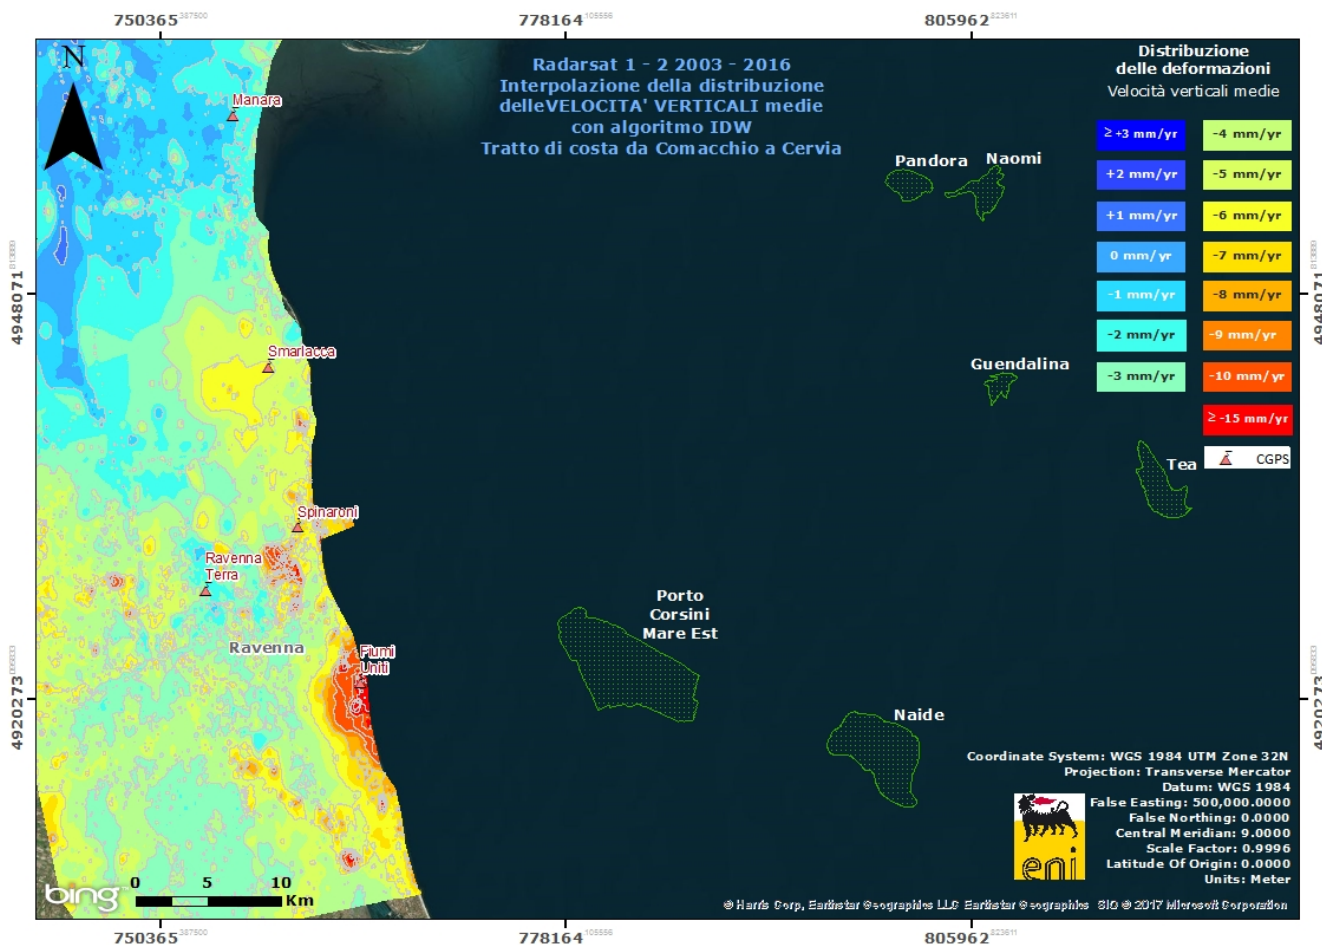 750365 387500
778164 105556
805962 823611
N
Radarsat 1 - 2 2003 - 2016
Interpolazione della distribuzione
delleVELOCITA' VERTICALI medie
con algoritmo IDW
Tratto di costa da Comacchio a Cervia
Distribuzione
delle deformazioni
Velocità verticali medie
≥ +3 mm/yr
-4 mm/yr
+2 mm/yr
-5 mm/yr
+1 mm/yr
-6 mm/yr
0 mm/yr
-7 mm/yr
-1 mm/yr
-8 mm/yr
-2 mm/yr
-9 mm/yr
-3 mm/yr
-10 mm/yr
≥ -15 mm/yr
CGPS
Manara
Pandora
Naomi
4948071
4948071
Smarlacca
Guendalina
Tea
Spinaroni
Ravenna
Terra
Ravenna
Porto
Corsini
Mare Est
Fiumi
Uniti
4920273
4920273
Naide
Coordinate System: WGS 1984 UTM Zone 32N
Projection: Transverse Mercator
Datum: WGS 1984
False Easting: 500,000.0000
False Northing: 0.0000
Central Meridian: 9.0000
Scale Factor: 0.9996
Latitude Of Origin: 0.0000
Units: Meter
eni
bing
0 5 10
Km
© Harris Corp, Earthstar Geographics LLC Earthstar Geographics SIO © 2017 Microsoft Corporation
750365 387500
778164 105556
805962 823611